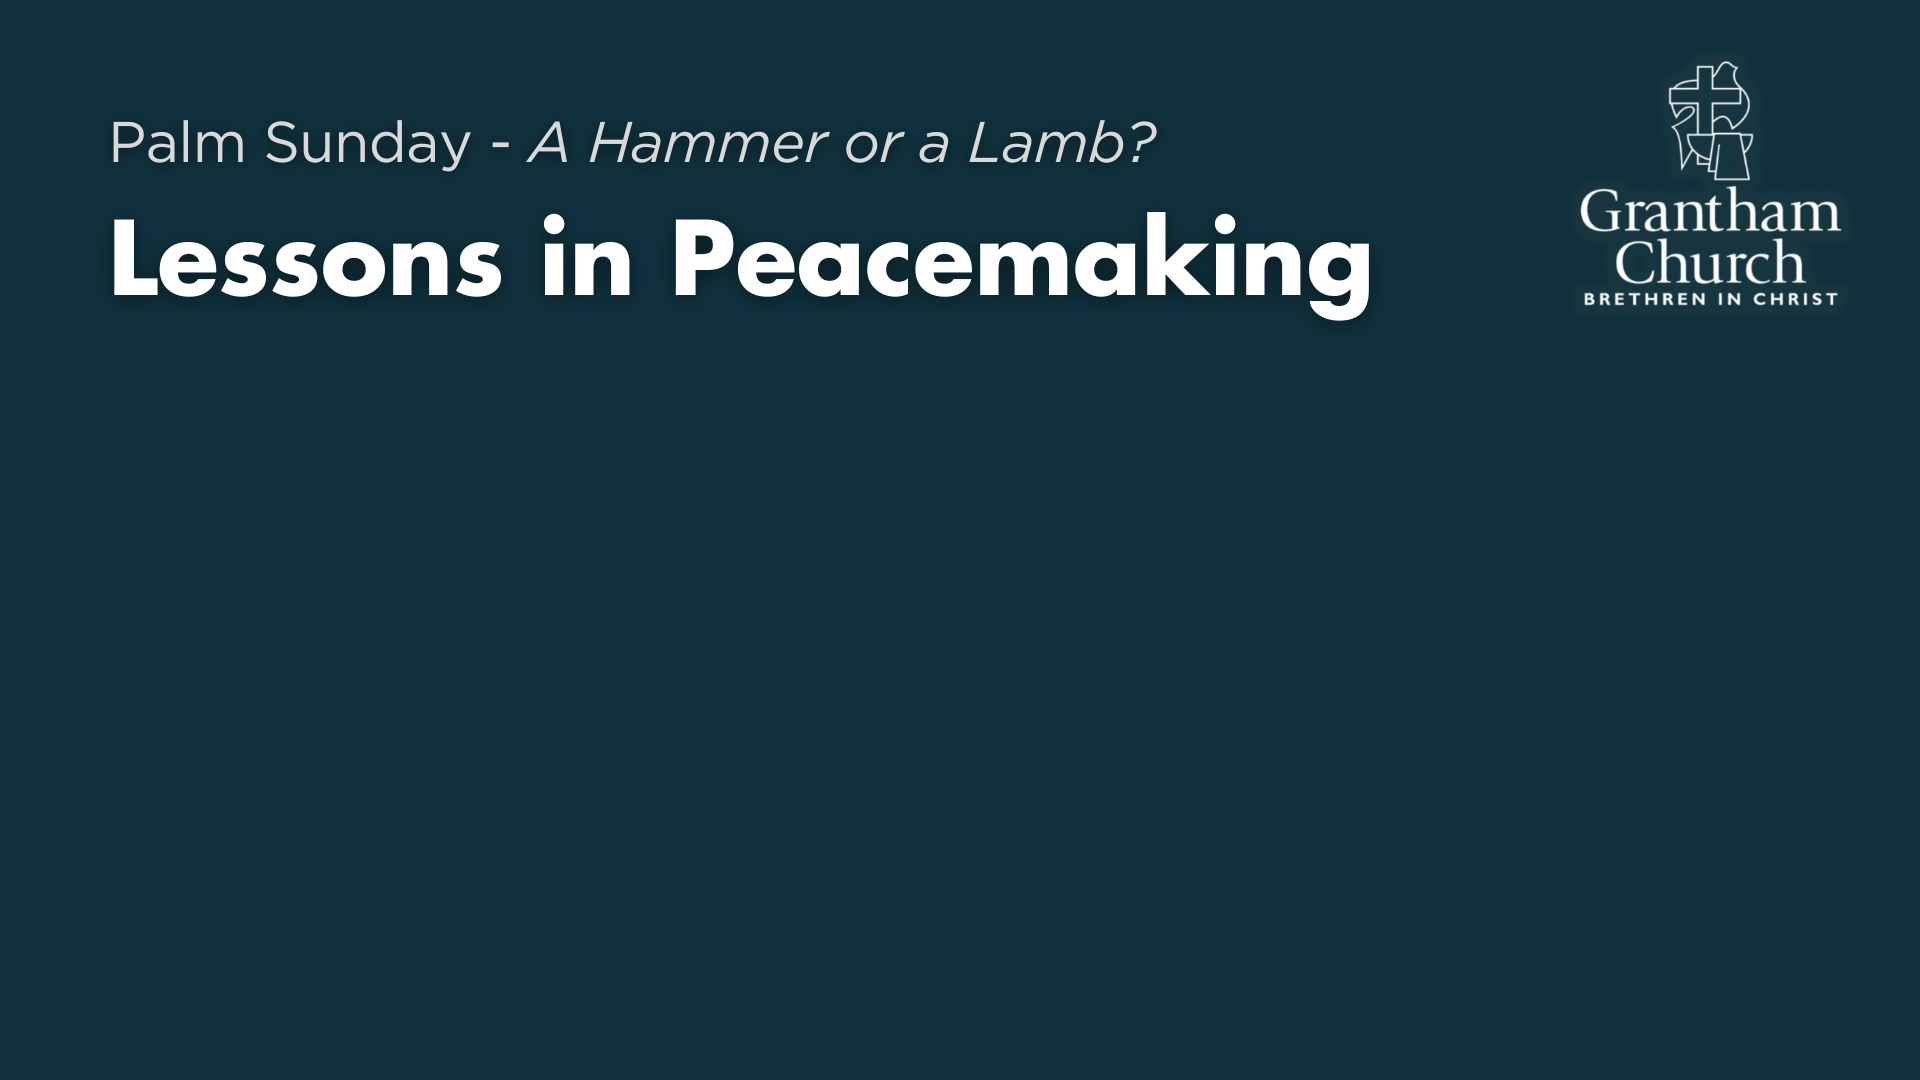 Palm Sunday - A Hammer or a Lamb?
Lessons in Peacemaking
Grantham
Church
BRETHREN IN CHRIST